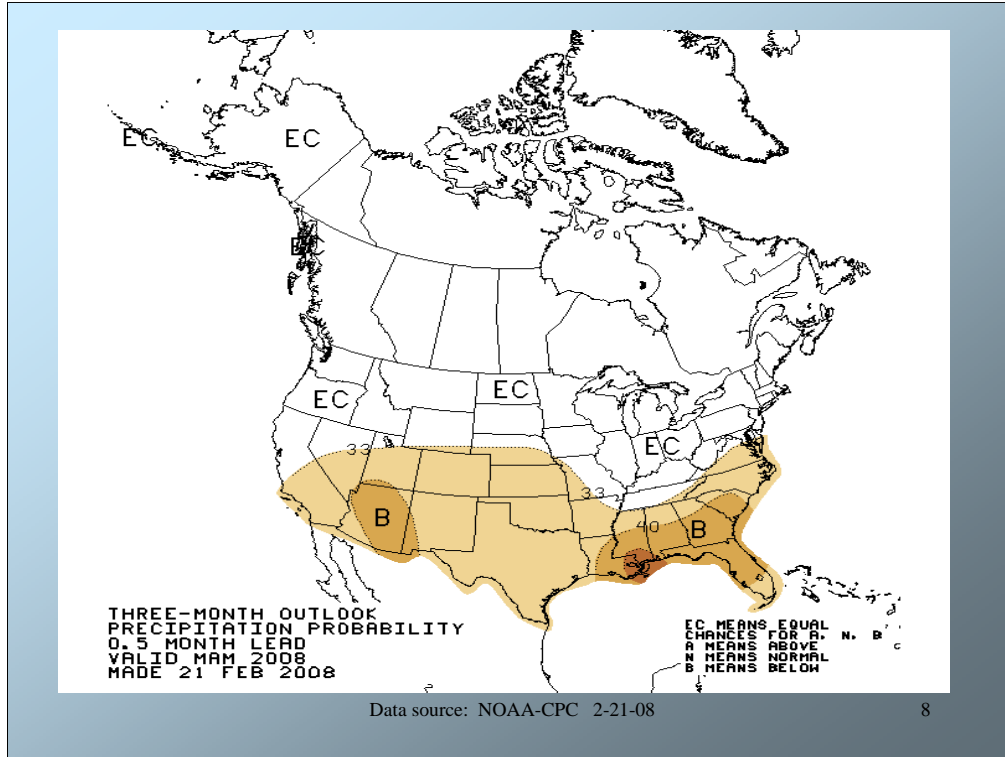 EC
EC
EC
EC
EC
EC
33
33
B
40
B
THREE-MONTH OUTLOOK
PRECIPITATION PROBABILITY
0.5 MONTH LEAD
VALID MAM 2008
MADE 21 FEB 2008
EC MEANS EQUAL
CHANCES FOR A, N, B
A MEANS ABOVE
N MEANS NORMAL
B MEANS BELOW
Data source: NOAA-CPC 2-21-08
8